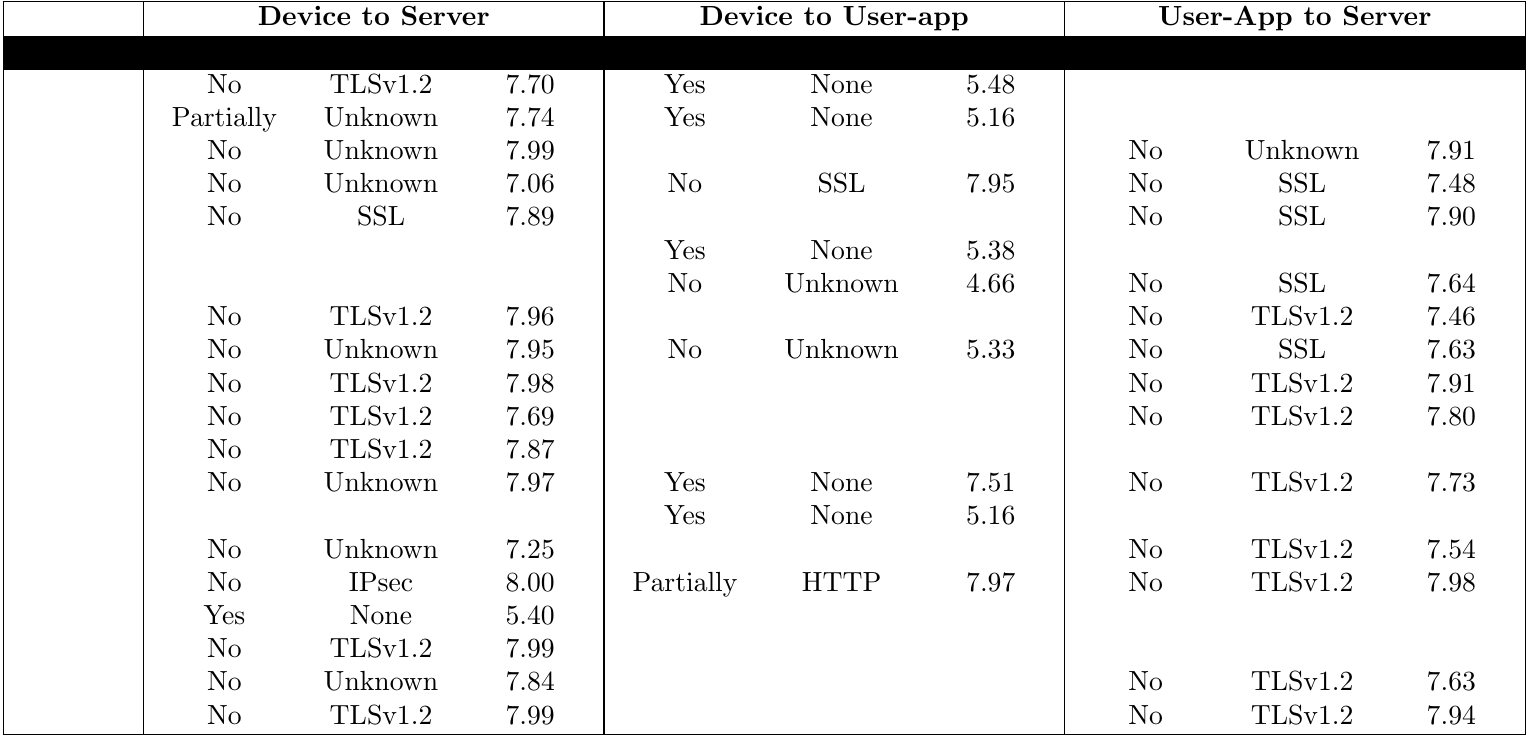 Device to Server Device to User-app User-App to Server
No TLSv1.2 7.70 Yes None 5.48
Partially Unknown 7.74 Yes None 5.16
No Unknown 7.99 No Unknown 7.91
No Unknown 7.06 No SSL 7.95 No SSL 7.48
No SSL 7.89 No SSL 7.90
Yes None 5.38
No Unknown 4.66 No SSL 7.64
No TLSv1.2 7.96 No TLSv1.2 7.46
No Unknown 7.95 No Unknown 5.33 No SSL 7.63
No TLSv1.2 7.98 No TLSv1.2 7.91
No TLSv1.2 7.69 No TLSv1.2 7.80
No TLSv1.2 7.87
No Unknown 7.97 Yes None 7.51 No TLSv1.2 7.73
Yes None 5.16
No Unknown 7.25 No TLSv1.2 7.54
No IPsec 8.00 Partially HTTP 7.97 No TLSv1.2 7.98
Yes None 5.40
No TLSv1.2 7.99
No Unknown 7.84 No TLSv1.2 7.63
No TLSv1.2 7.99 No TLSv1.2 7.94